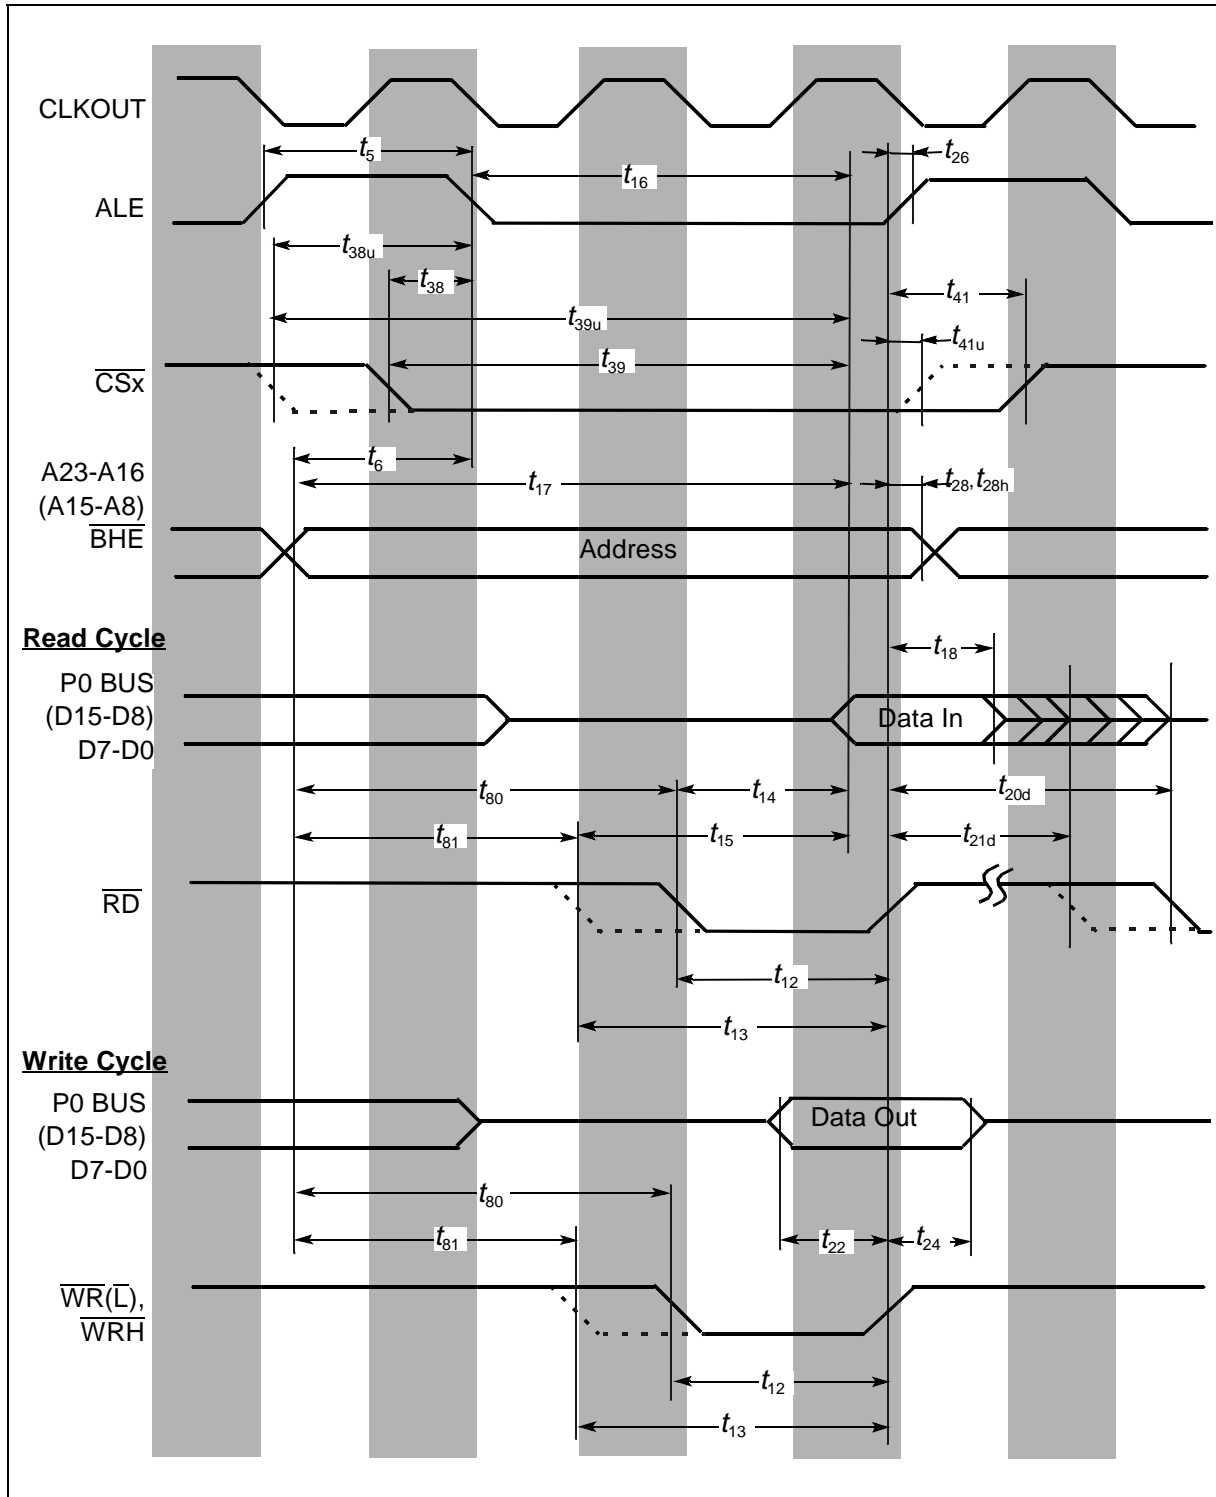 CLKOUT
t5
t26
t16
ALE
t38u
t38
t41
t39u
t41u
t39
CSx
t6
A23-A16
t17
t28, t28h
(A15-A8)
BHE
Address
Read Cycle
t18
P0 BUS
(D15-D8)
Data In
D7-D0
t80
t14
t20d
t81
t15
t21d
RD
t12
t13
Write Cycle
P0 BUS
(D15-D8)
Data Out
D7-D0
t80
t81
t22
t24
WR(L),
WRH
t12
t13